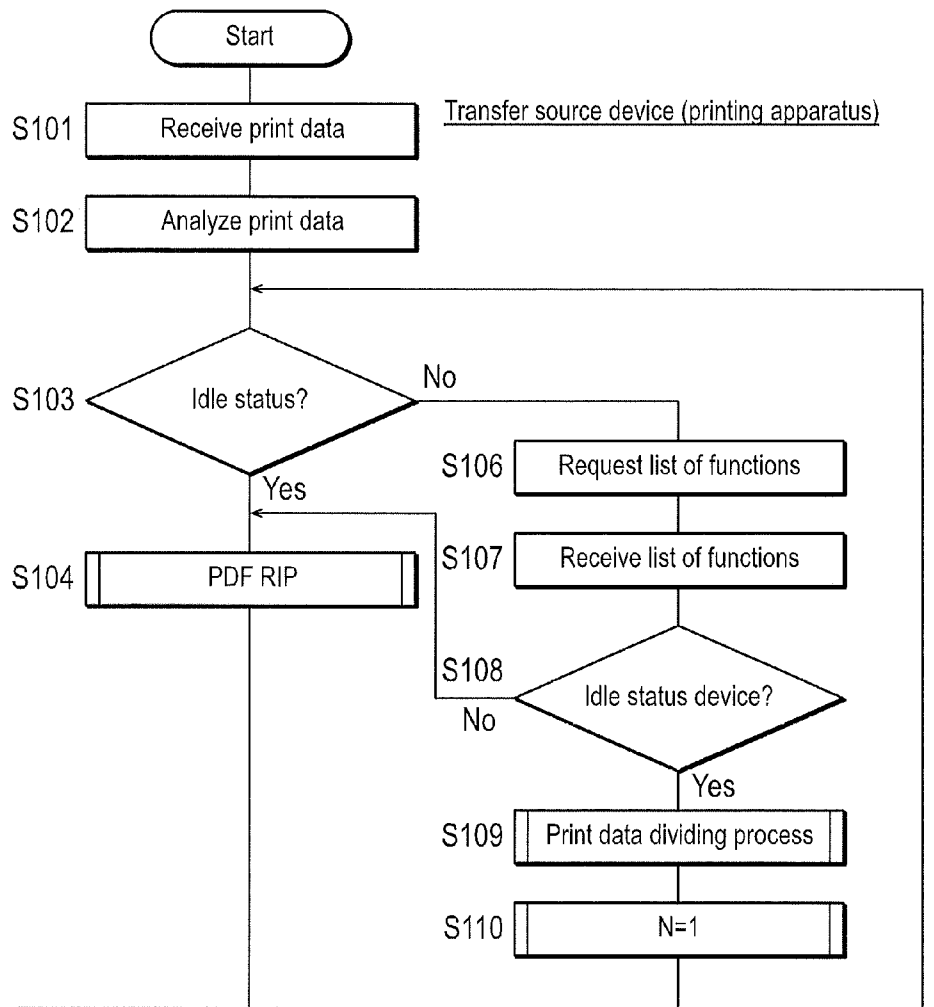 Start
Transfer source device (printing apparatus)
S101 Receive print data
S102 Analyze print data
S103 Idle status? No
Yes
S106 Request list of functions
S107 Receive list of functions
S104 PDF RIP
S108 Idle status device?
No
Yes
S109 Print data dividing process
S110 N=1